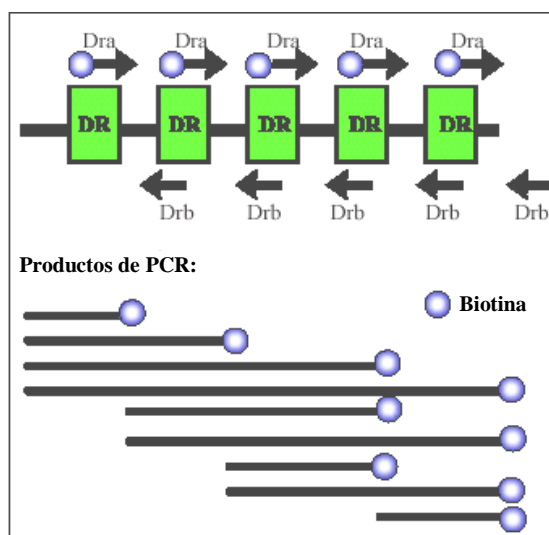 Dra Dra Dra Dra Dra
DR DR DR DR DR
Drb Drb Drb Drb Drb
Productos de PCR:
Biotina